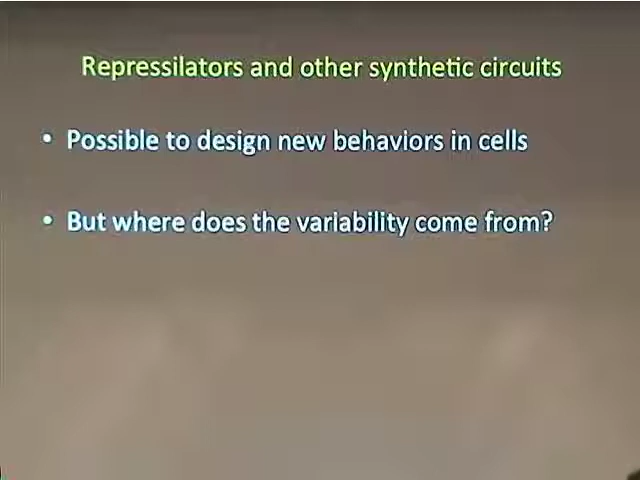 Repressilators and other synthetic circuits
• Possible to design new behaviors in cells
• But where does the variability come from?